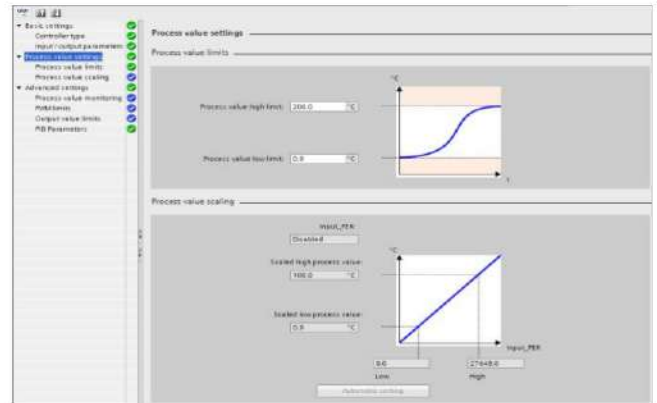 Basic settings
Controller type
Input / output parameters
Process value settings
Process value limits
Process value scaling
Advanced settings
Process value monitoring
PWM limits
Output value limits
PID Parameters
Process value settings
Process value limits
°C
Process value high limit: 200.0 °C
Process value low limit: 0.0 °C
t
Process value scaling
Input_PER:
Disabled
°C
Scaled high process value:
100.0 °C
Scaled low process value:
0.0 °C
Input_PER
0.0 27648.0
Low High
Automatic setting